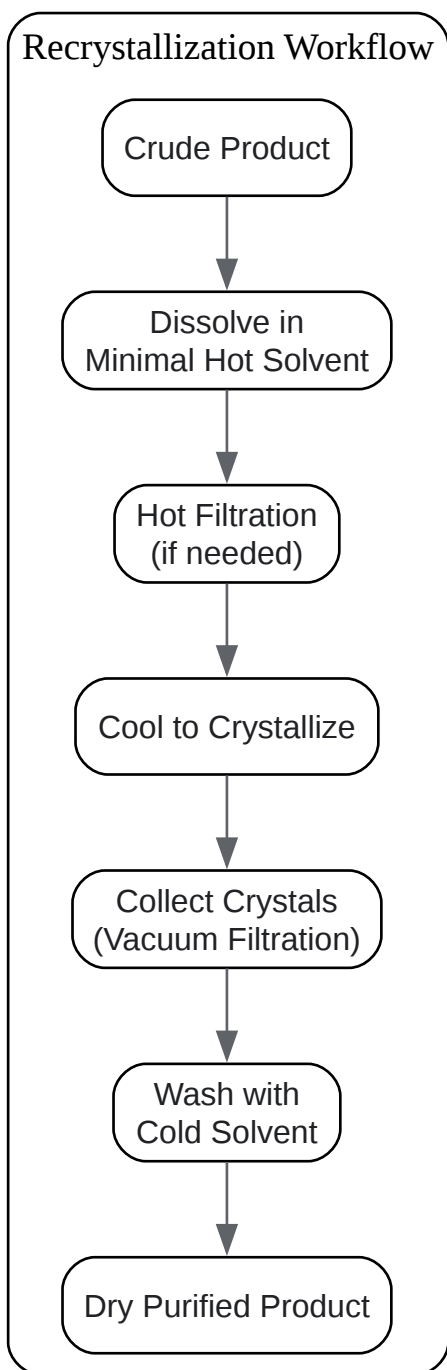 Recrystallization Workflow
Crude Product
Dissolve in
Minimal Hot Solvent
Hot Filtration
(if needed)
Cool to Crystallize
Collect Crystals
(Vacuum Filtration)
Wash with
Cold Solvent
Dry Purified Product